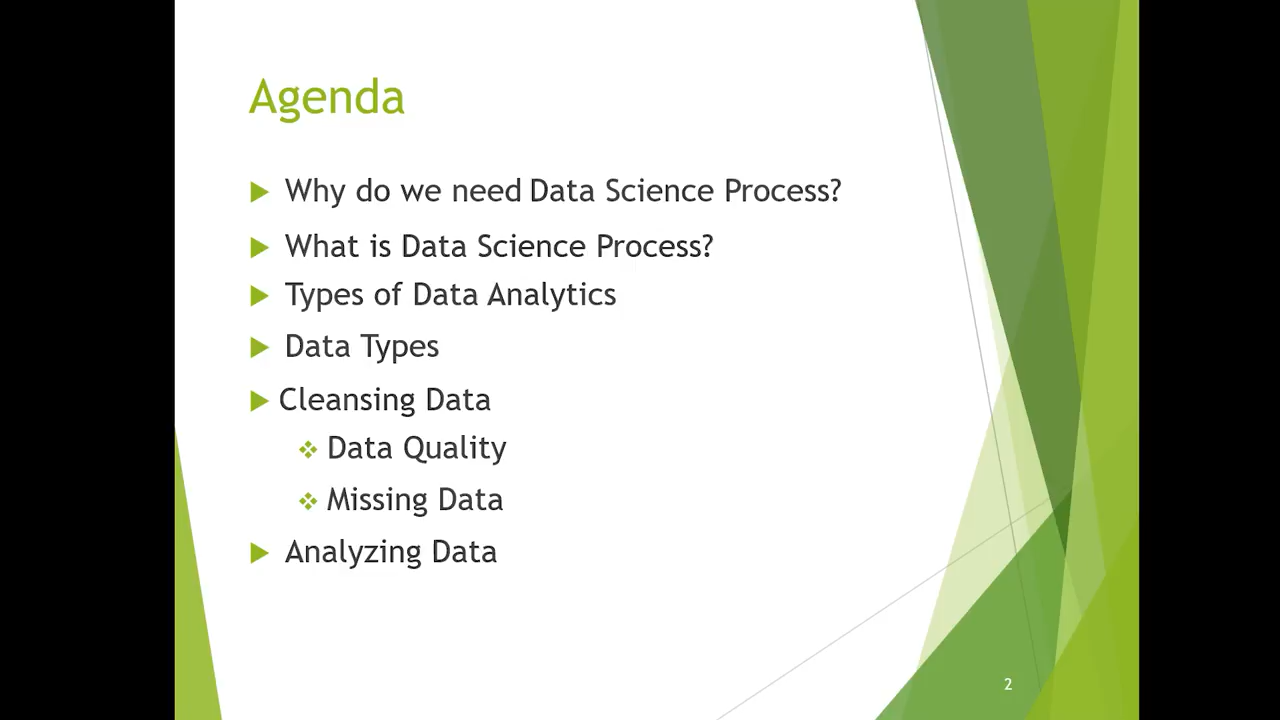 Agenda
Why do we need Data Science Process?
What is Data Science Process?
Types of Data Analytics
Data Types
Cleansing Data
Data Quality
Missing Data
Analyzing Data
2